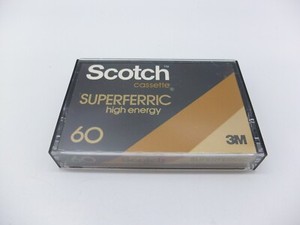 Scotch
cassette
SUPERFERRIC
high energy
60
3M